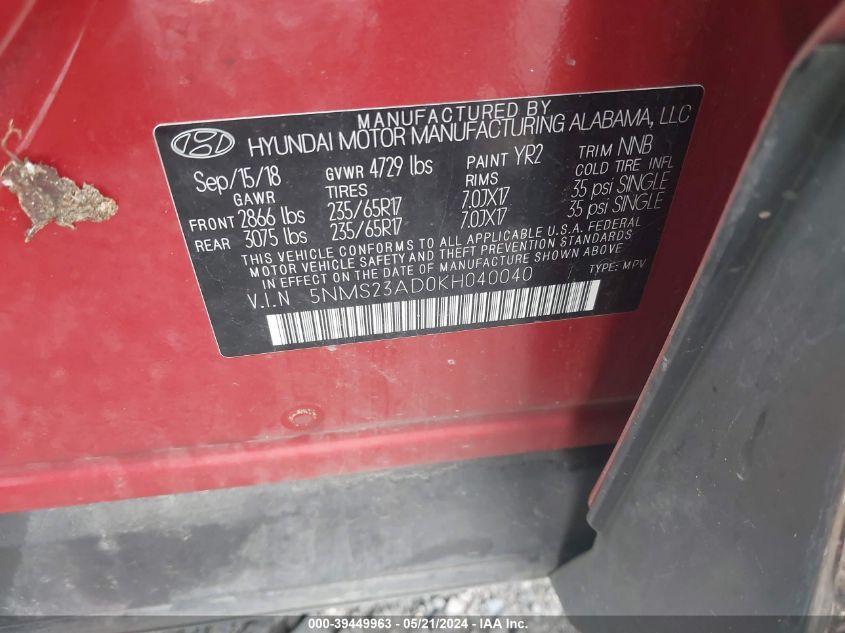 MANUFACTURED BY
HYUNDAI MOTOR MANUFACTURING ALABAMA, LLC
Sep/15/18 GVWR 4729 lbs PAINT YR2 TRIM NNB
GAWR TIRES RIMS COLD TIRE INFL
FRONT 2866 lbs 235/65R17 7.0JX17 35 psi SINGLE
REAR 3075 lbs 235/65R17 7.0JX17 35 psi SINGLE
THIS VEHICLE CONFORMS TO ALL APPLICABLE U.S.A. FEDERAL
MOTOR VEHICLE SAFETY AND THEFT PREVENTION STANDARDS
IN EFFECT ON THE DATE OF MANUFACTURE SHOWN ABOVE
V.I.N 5NMS23AD0KH040040 TYPE: MPV
000-39449963 - 05/21/2024 - IAA Inc.